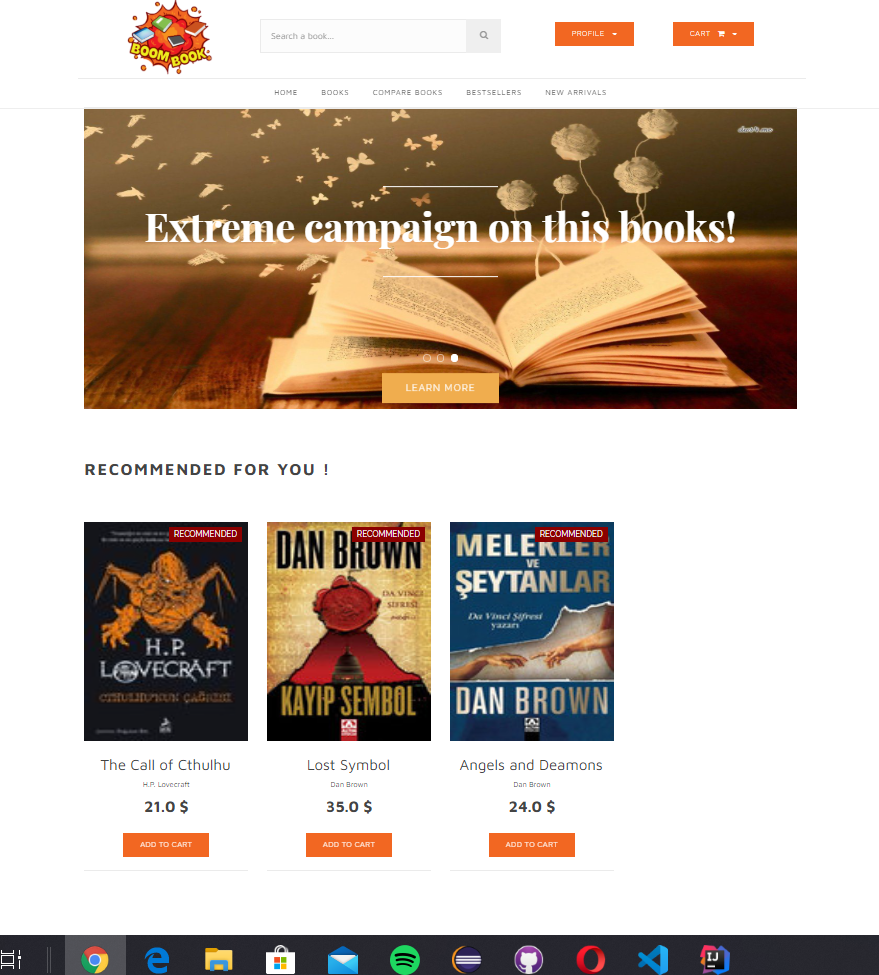 BOOM BOOK
Search a book...
PROFILE
CART
HOME
BOOKS
COMPARE BOOKS
BESTSELLERS
NEW ARRIVALS
Extreme campaign on this books!
LEARN MORE
RECOMMENDED FOR YOU !
RECOMMENDED
H.P.
LOVECRAFT
CTHULHU'NUN ÇAĞRISI
The Call of Cthulhu
H.P. Lovecraft
21.0 $
ADD TO CART
RECOMMENDED
DAN BROWN
DA VINCI
ŞİFRESİ
KAYIP SEMBOL
Lost Symbol
Dan Brown
35.0 $
ADD TO CART
RECOMMENDED
MELEKLER
VE
ŞEYTANLAR
Da Vinci Şifresi
yazarı
DAN BROWN
Angels and Deamons
Dan Brown
24.0 $
ADD TO CART
IJ